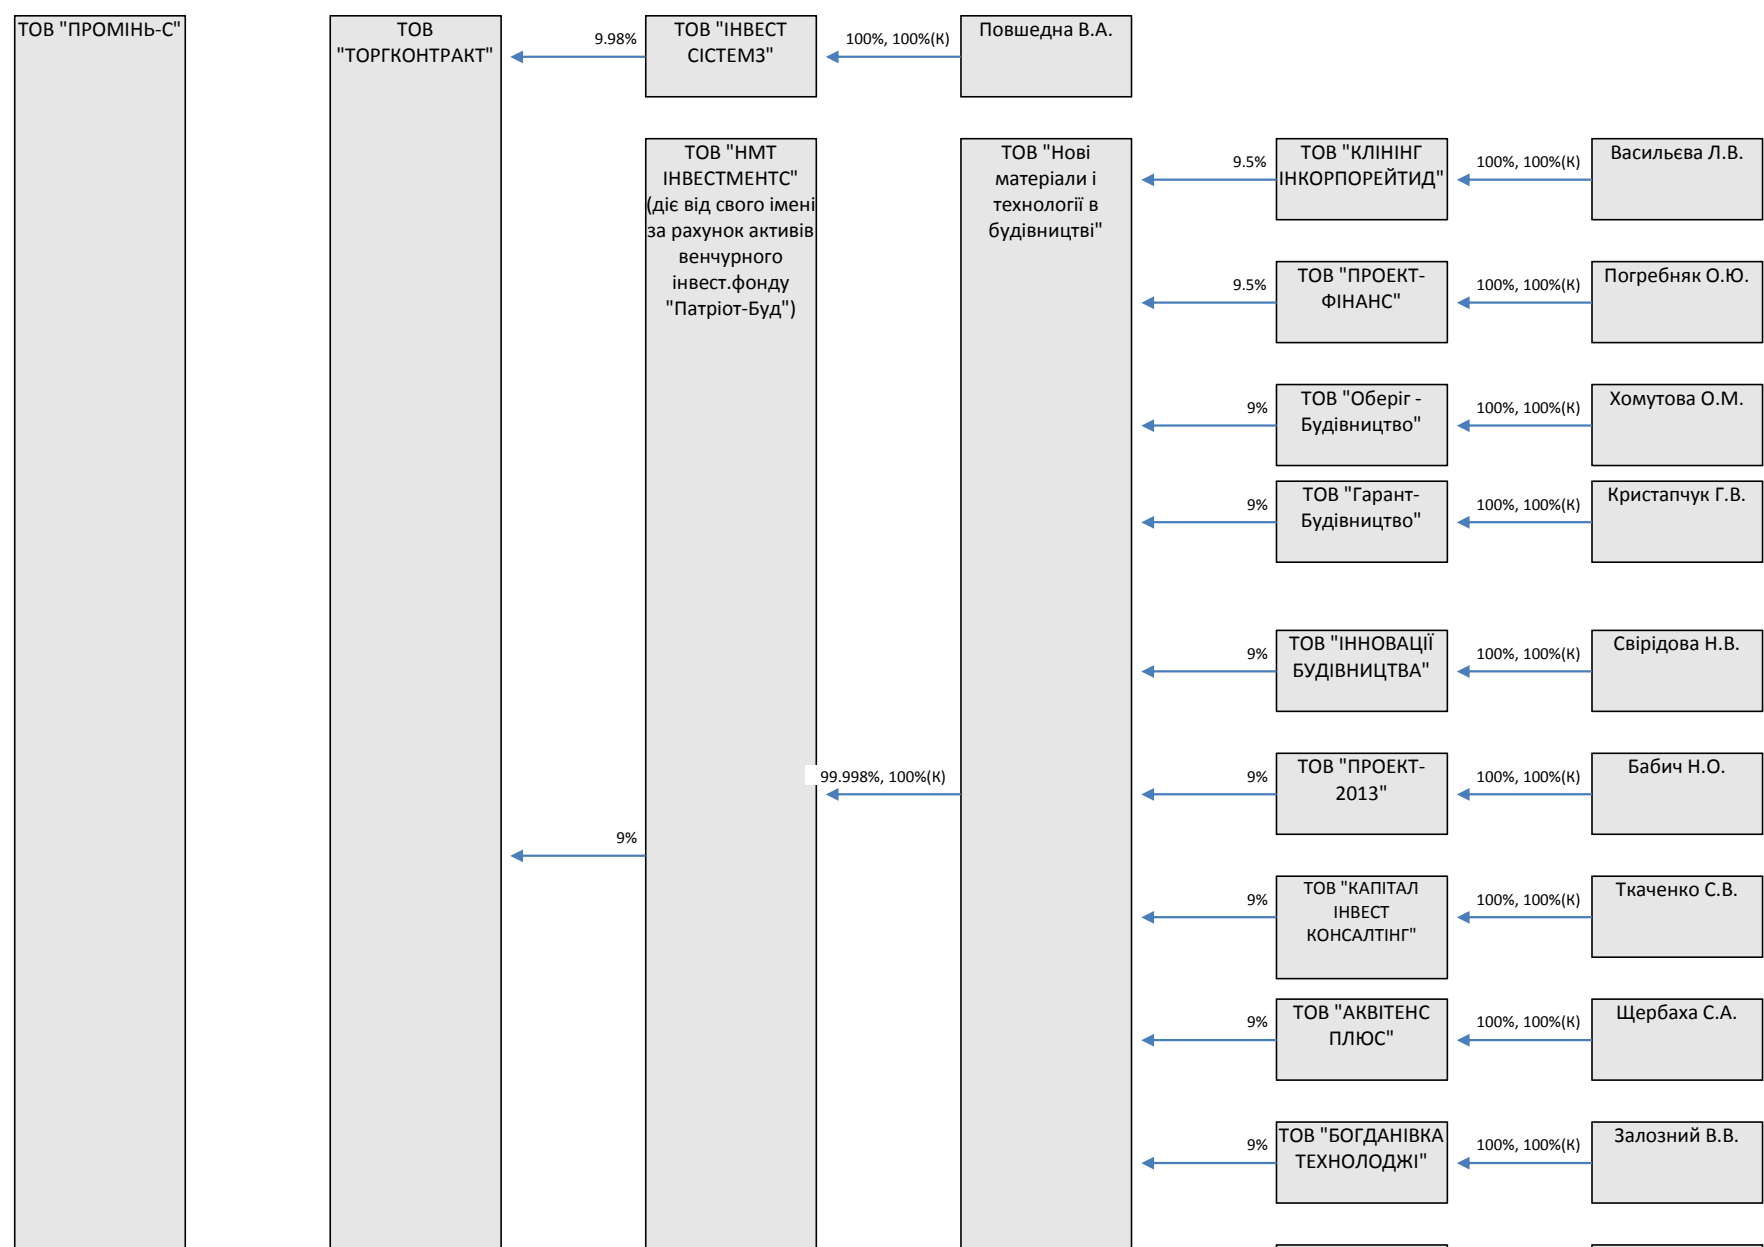 ТОВ "ПРОМІНЬ-С"
ТОВ
"ТОРГКОНТРАКТ"
9.98%
ТОВ "ІНВЕСТ
СІСТЕМЗ"
100%, 100%(К)
Повшедна В.А.
ТОВ "НМТ
ІНВЕСТМЕНТС"
(діє від свого імені
за рахунок активів
венчурного
інвест.фонду
"Патріот-Буд")
ТОВ "Нові
матеріали і
технології в
будівництві"
9.5%
ТОВ "КЛІНІНГ
ІНКОРПОРЕЙТИД"
100%, 100%(К)
Васильєва Л.В.
9.5%
ТОВ "ПРОЕКТ-
ФІНАНС"
100%, 100%(К)
Погребняк О.Ю.
9%
ТОВ "Оберіг -
Будівництво"
100%, 100%(К)
Хомутова О.М.
9%
ТОВ "Гарант-
Будівництво"
100%, 100%(К)
Кристапчук Г.В.
9%
ТОВ "ІННОВАЦІЇ
БУДІВНИЦТВА"
100%, 100%(К)
Свірідова Н.В.
99.998%, 100%(К)
9%
ТОВ "ПРОЕКТ-
2013"
100%, 100%(К)
Бабич Н.О.
9%
9%
ТОВ "КАПІТАЛ
ІНВЕСТ
КОНСАЛТІНГ"
100%, 100%(К)
Ткаченко С.В.
9%
ТОВ "АКВІТЕНС
ПЛЮС"
100%, 100%(К)
Щербаха С.А.
9%
ТОВ "БОГДАНІВКА
ТЕХНОЛОДЖІ"
100%, 100%(К)
Залозний В.В.